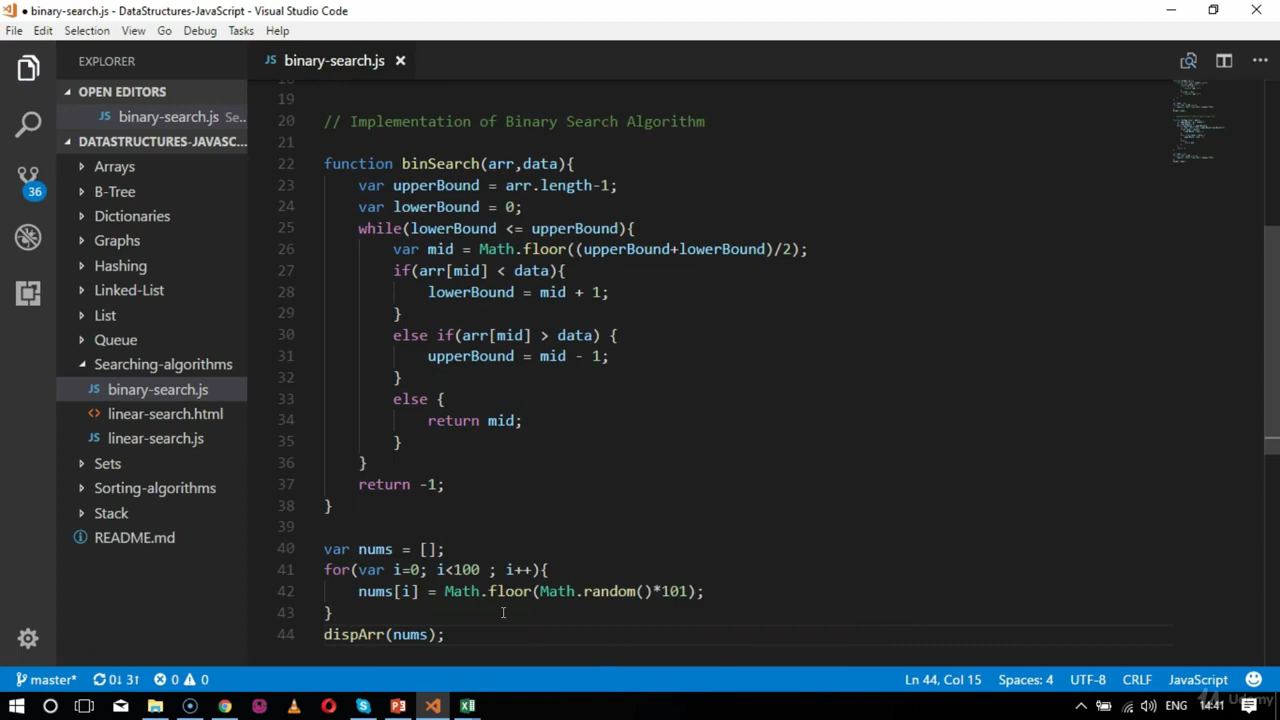 ● binary-search.js - DataStructures-JavaScript - Visual Studio Code
File Edit Selection View Go Debug Tasks Help
EXPLORER
JS binary-search.js ×
OPEN EDITORS
JS binary-search.js Se...
DATASTRUCTURES-JAVASC...
Arrays
B-Tree
Dictionaries
Graphs
Hashing
Linked-List
List
Queue
Searching-algorithms
JS binary-search.js
<> linear-search.html
JS linear-search.js
Sets
Sorting-algorithms
Stack
README.md
36
19
20 // Implementation of Binary Search Algorithm
21
22 function binSearch(arr,data){
23 var upperBound = arr.length-1;
24 var lowerBound = 0;
25 while(lowerBound <= upperBound){
26 var mid = Math.floor((upperBound+lowerBound)/2);
27 if(arr[mid] < data){
28 lowerBound = mid + 1;
29 }
30 else if(arr[mid] > data) {
31 upperBound = mid - 1;
32 }
33 else {
34 return mid;
35 }
36 }
37 return -1;
38 }
39
40 var nums = [];
41 for(var i=0; i<100 ; i++){
42 nums[i] = Math.floor(Math.random()*101);
43 }
44 dispArr(nums);
master* 0↓ 3↑ 0 0 Ln 44, Col 15 Spaces: 4 UTF-8 CRLF JavaScript
ENG 14:41
Udemy